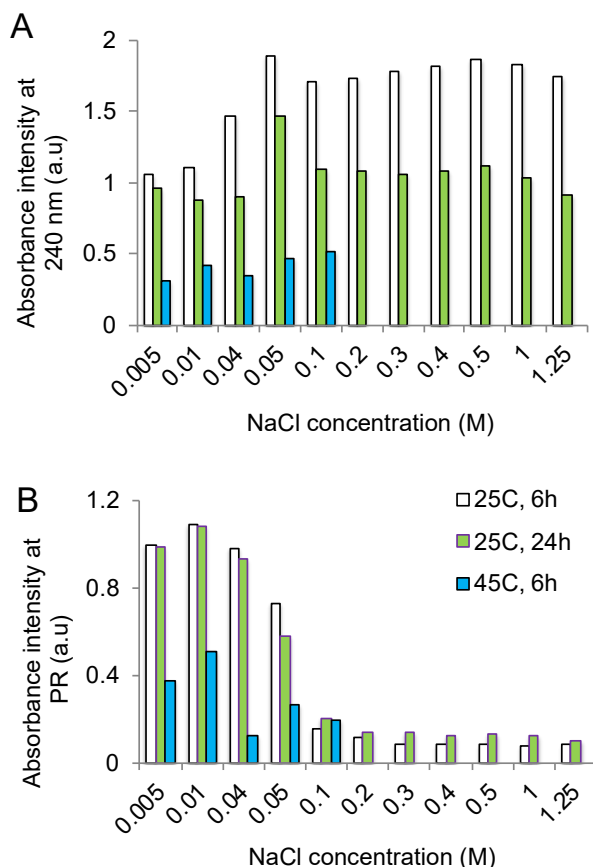 A
Absorbance intensity at
240 nm (a.u)
2
1.5
1
0.5
0
0.005
0.01
0.04
0.05
0.1
0.2
0.3
0.4
0.5
1
1.25
NaCl concentration (M)
B
Absorbance intensity at
PR (a.u)
1.2
0.8
0.4
0
25C, 6h
25C, 24h
45C, 6h
0.005
0.01
0.04
0.05
0.1
0.2
0.3
0.4
0.5
1
1.25
NaCl concentration (M)